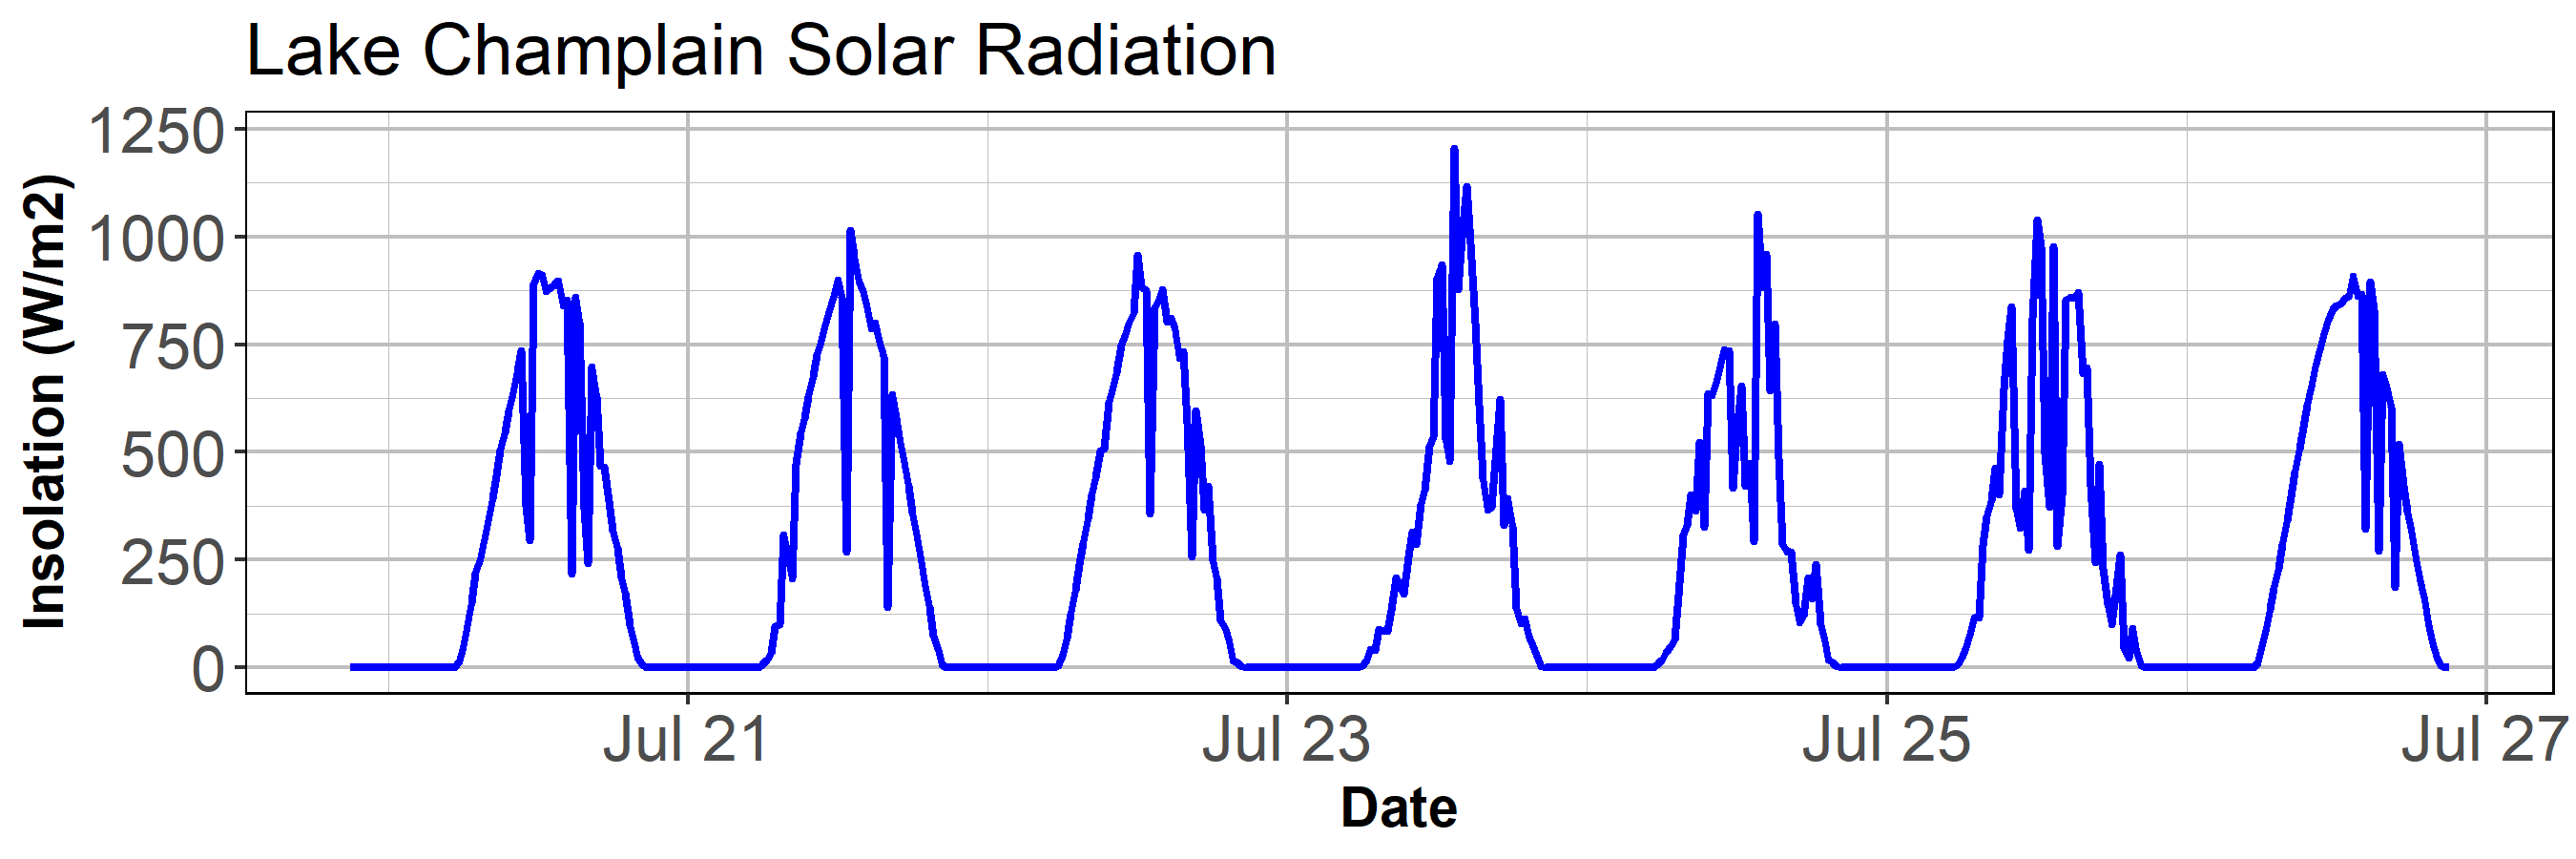 Lake Champlain Solar Radiation
Insolation (W/m2)
1250
1000
750
500
250
0
Jul 21 Jul 23 Jul 25 Jul 27
Date